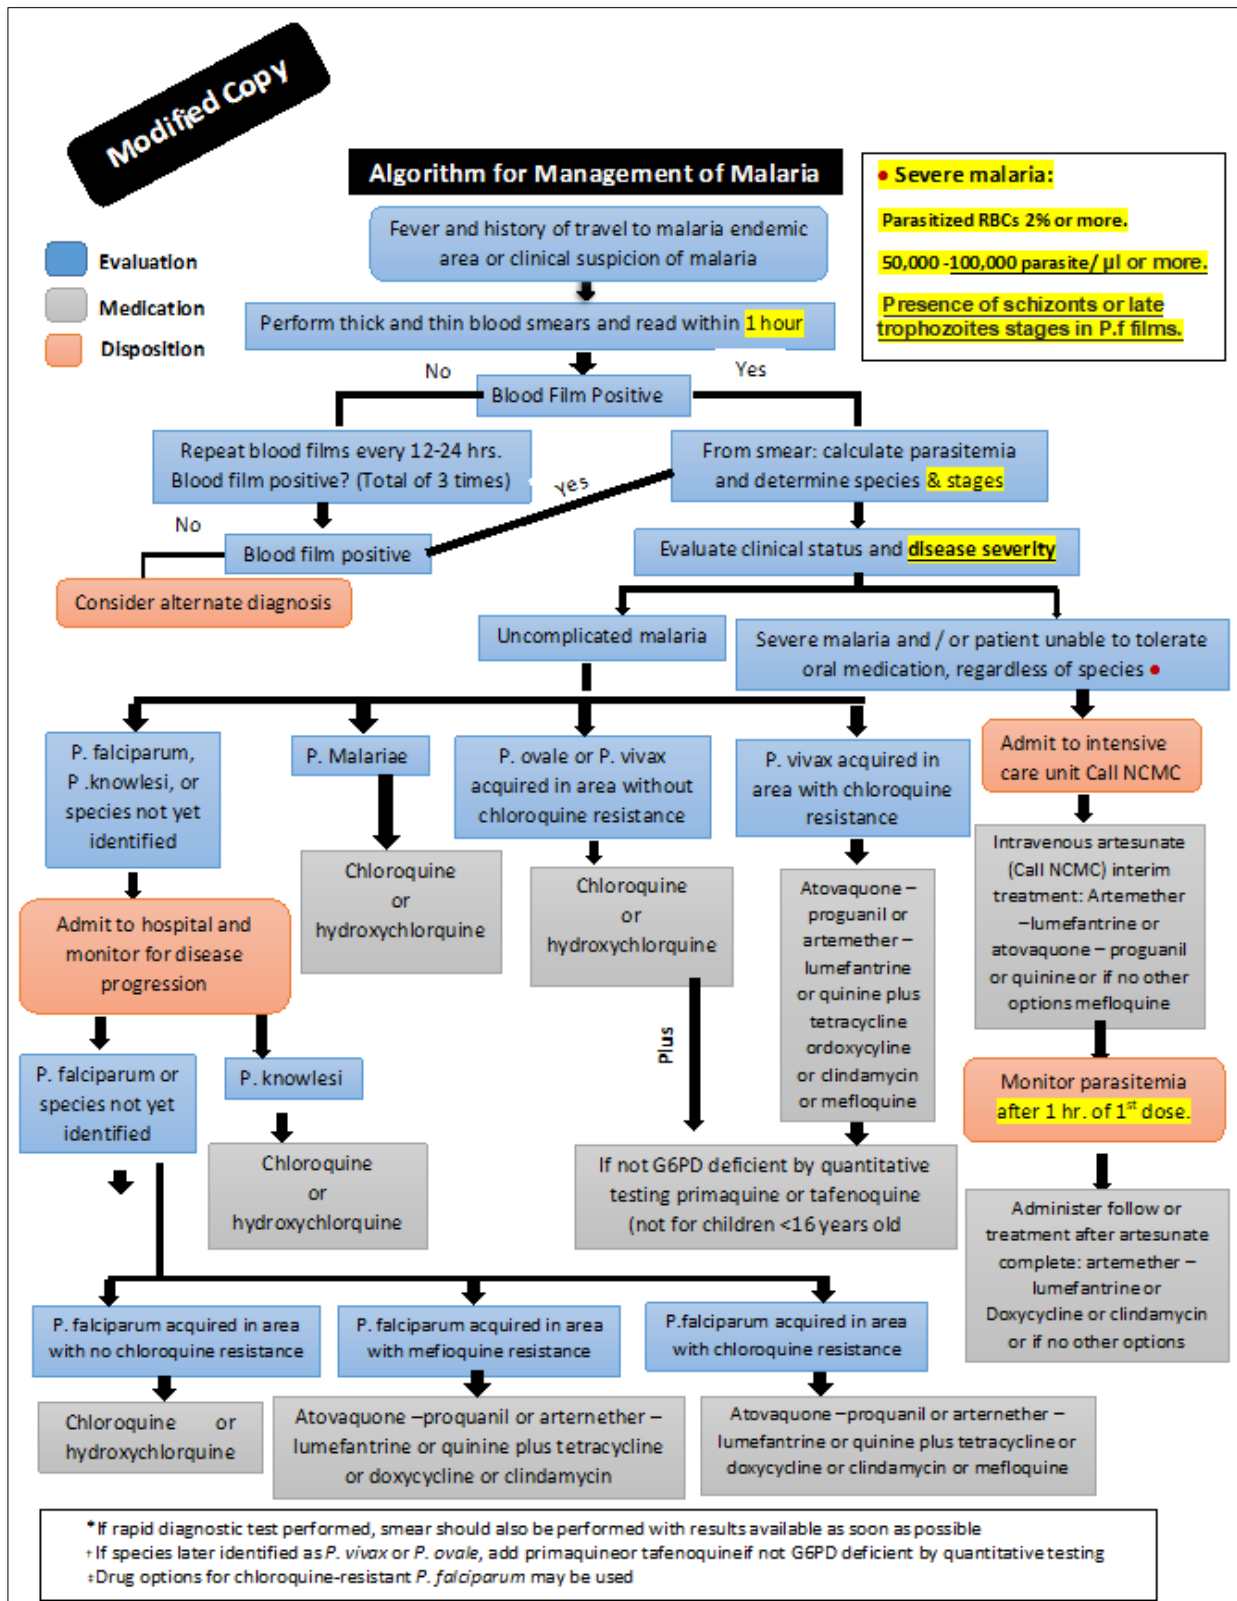 Modified Copy
Algorithm for Management of Malaria
• Severe malaria:
Parasitized RBCs 2% or more.
50,000 -100,000 parasite/ µl or more.
Presence of schizonts or late
trophozoites stages in P.f films.
Evaluation
Medication
Disposition
Fever and history of travel to malaria endemic
area or clinical suspicion of malaria
Perform thick and thin blood smears and read within 1 hour
No
Yes
Blood Film Positive
Repeat blood films every 12-24 hrs.
Blood film positive? (Total of 3 times)
From smear: calculate parasitemia
and determine species & stages
yes
No
Blood film positive
Evaluate clinical status and disease severity
Consider alternate diagnosis
Uncomplicated malaria
Severe malaria and / or patient unable to tolerate
oral medication, regardless of species •
P. falciparum,
P .knowlesi, or
species not yet
identified
P. Malariae
P. ovale or P. vivax
acquired in area without
chloroquine resistance
P. vivax acquired in
area with chloroquine
resistance
Admit to intensive
care unit Call NCMC
Chloroquine
or
hydroxychlorquine
Chloroquine
or
hydroxychlorquine
Atovaquone –
proguanil or
artemether –
lumefantrine
or quinine plus
tetracycline
ordoxycyline
or clindamycin
or mefloquine
Intravenous artesunate
(Call NCMC) interim
treatment: Artemether
–lumefantrine or
atovaquone – proguanil
or quinine or if no other
options mefloquine
Admit to hospital and
monitor for disease
progression
Plus
P. falciparum or
species not yet
identified
P. knowlesi
Monitor parasitemia
after 1 hr. of 1st dose.
Chloroquine
or
hydroxychlorquine
If not G6PD deficient by quantitative
testing primaquine or tafenoquine
(not for children <16 years old
Administer follow or
treatment after artesunate
complete: artemether –
lumefantrine or
Doxycycline or clindamycin
or if no other options
P. falciparum acquired in area
with no chloroquine resistance
P. falciparum acquired in area
with mefioquine resistance
P.falciparum acquired in area
with chloroquine resistance
Chloroquine or
hydroxychlorquine
Atovaquone –proquanil or arternether –
lumefantrine or quinine plus tetracycline
or doxycycline or clindamycin
Atovaquone –proquanil or arternether –
lumefantrine or quinine plus tetracycline or
doxycycline or clindamycin or mefloquine
*If rapid diagnostic test performed, smear should also be performed with results available as soon as possible
+If species later identified as P. vivax or P. ovale, add primaquineor tafenoquineif not G6PD deficient by quantitative testing
‡Drug options for chloroquine-resistant P. falciparum may be used